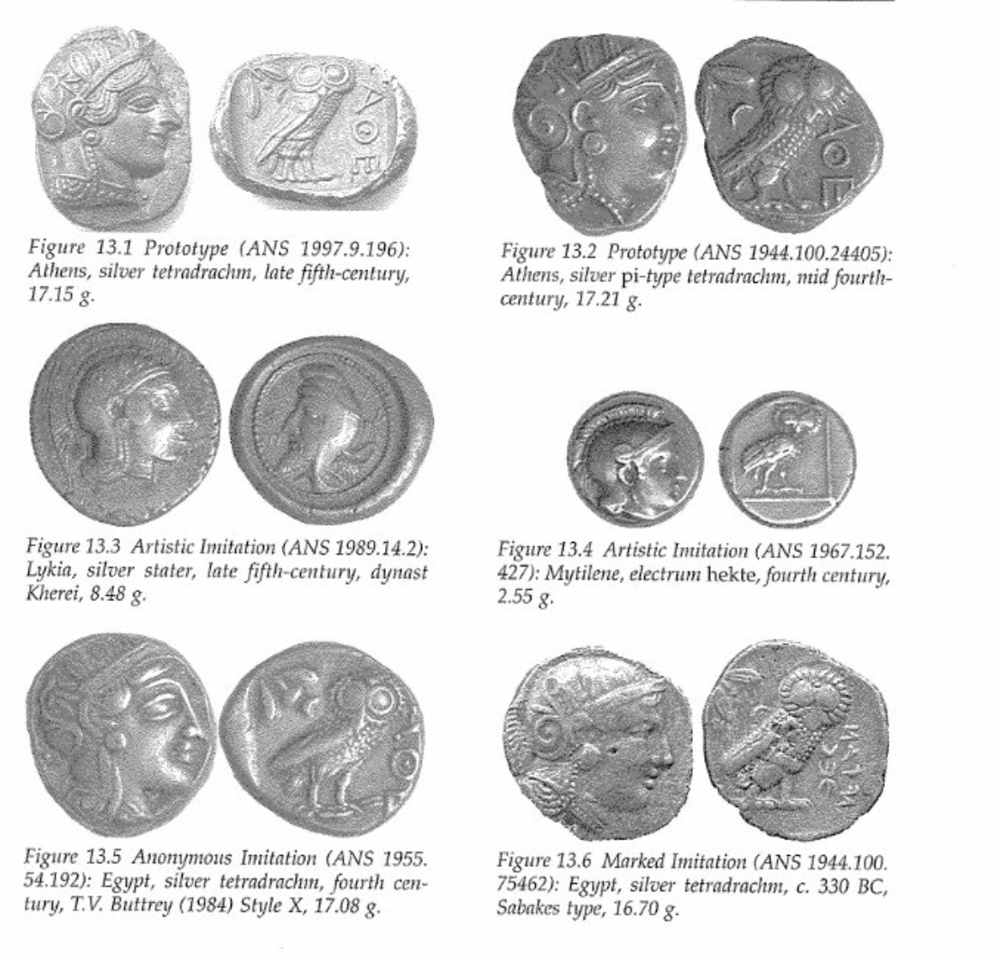 ΑΘΕ
ΑΘΕ
Figure 13.1 Prototype (ANS 1997.9.196):
Athens, silver tetradrachm, late fifth-century,
17.15 g.
Figure 13.2 Prototype (ANS 1944.100.24405):
Athens, silver pi-type tetradrachm, mid fourth-
century, 17.21 g.
Figure 13.3 Artistic Imitation (ANS 1989.14.2):
Lykia, silver stater, late fifth-century, dynast
Kherei, 8.48 g.
Figure 13.4 Artistic Imitation (ANS 1967.152.
427): Mytilene, electrum hekte, fourth century,
2.55 g.
Figure 13.5 Anonymous Imitation (ANS 1955.
54.192): Egypt, silver tetradrachm, fourth cen-
tury, T.V. Buttrey (1984) Style X, 17.08 g.
Figure 13.6 Marked Imitation (ANS 1944.100.
75462): Egypt, silver tetradrachm, c. 330 BC,
Sabakes type, 16.70 g.